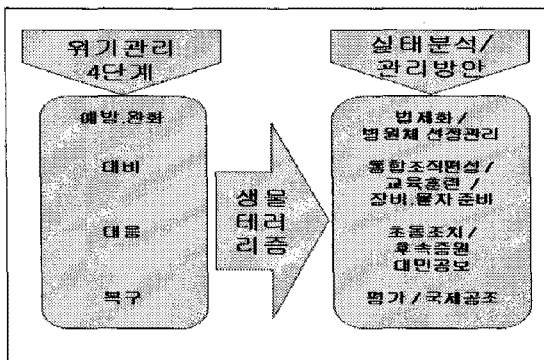 위기관리
4단계
예방 완화
대비
대응
복구
생물
테러
리즘
실태분석/
관리방안
법제화 /
병원체 선정관리
통합조직편성 /
교육훈련 /
장비,물자 준비
초동조치 /
후속증원
대민공보
평가 / 국제공조